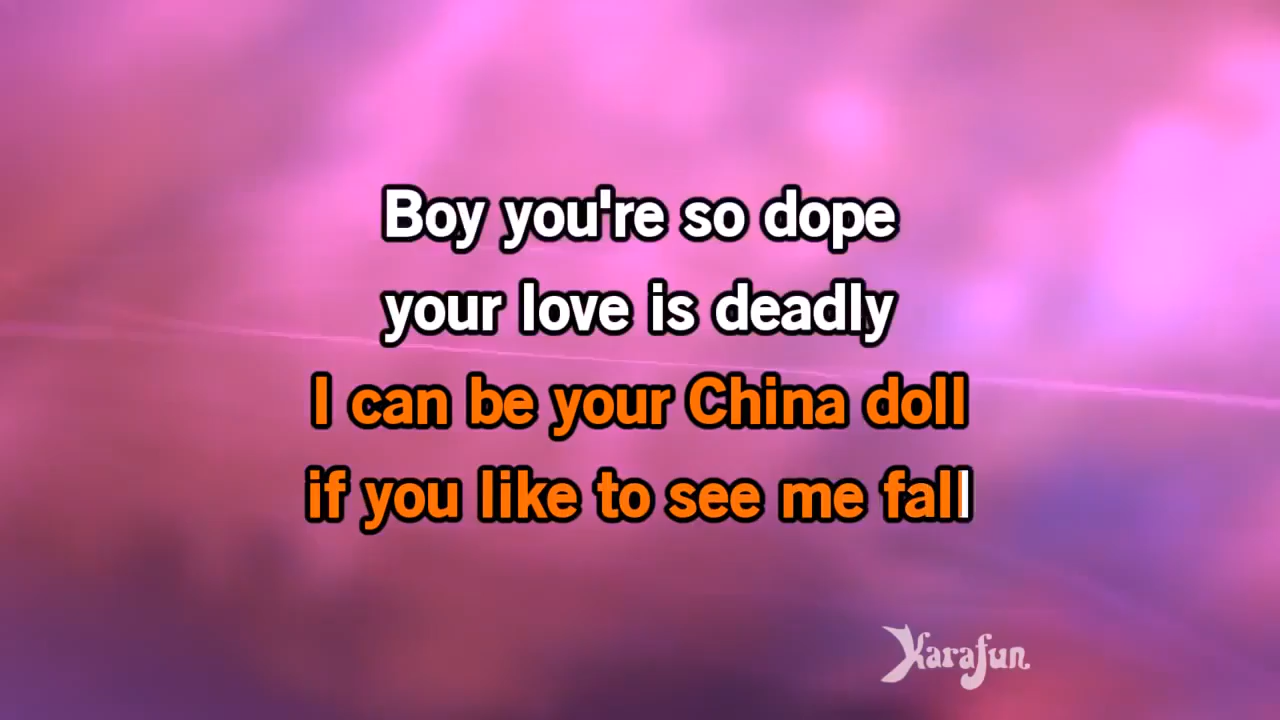 Boy you're so dope
your love is deadly
I can be your China doll
if you like to see me fall
Karafun